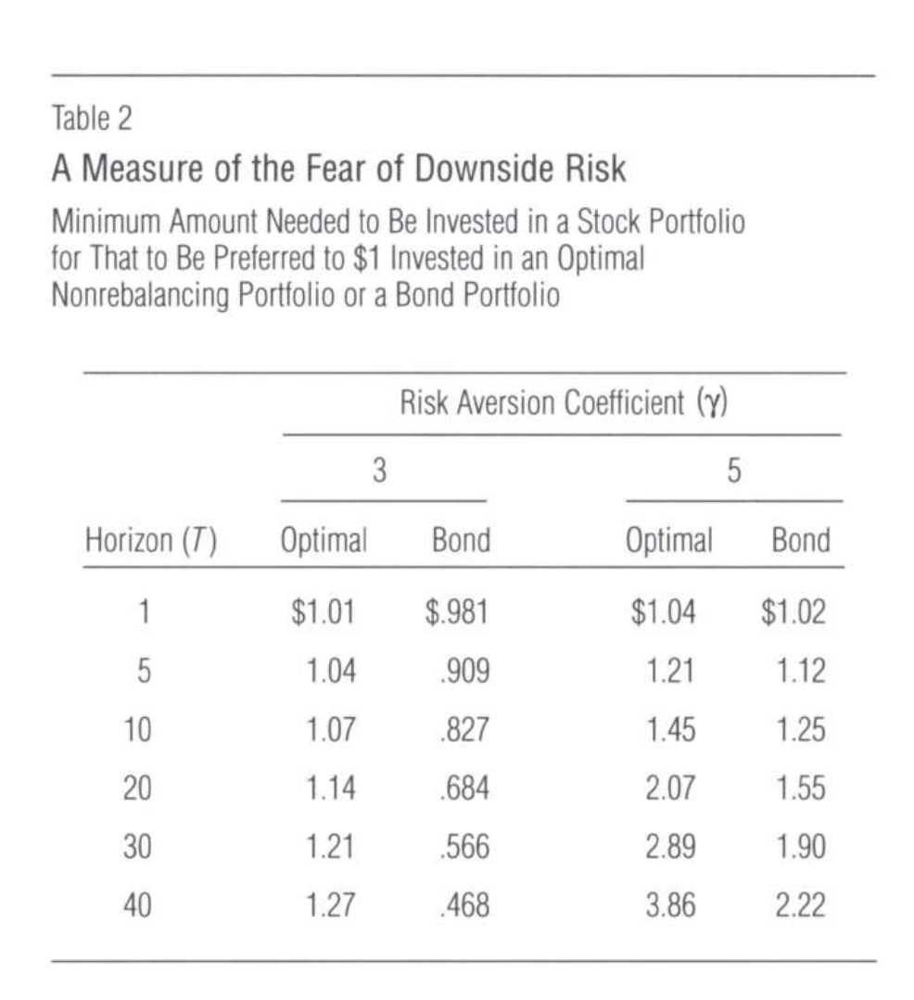 Table 2
A Measure of the Fear of Downside Risk
Minimum Amount Needed to Be Invested in a Stock Portfolio
for That to Be Preferred to $1 Invested in an Optimal
Nonrebalancing Portfolio or a Bond Portfolio
Risk Aversion Coefficient (γ)
3 5
Horizon (T) Optimal Bond Optimal Bond
1 $1.01 $.981 $1.04 $1.02
5 1.04 .909 1.21 1.12
10 1.07 .827 1.45 1.25
20 1.14 .684 2.07 1.55
30 1.21 .566 2.89 1.90
40 1.27 .468 3.86 2.22